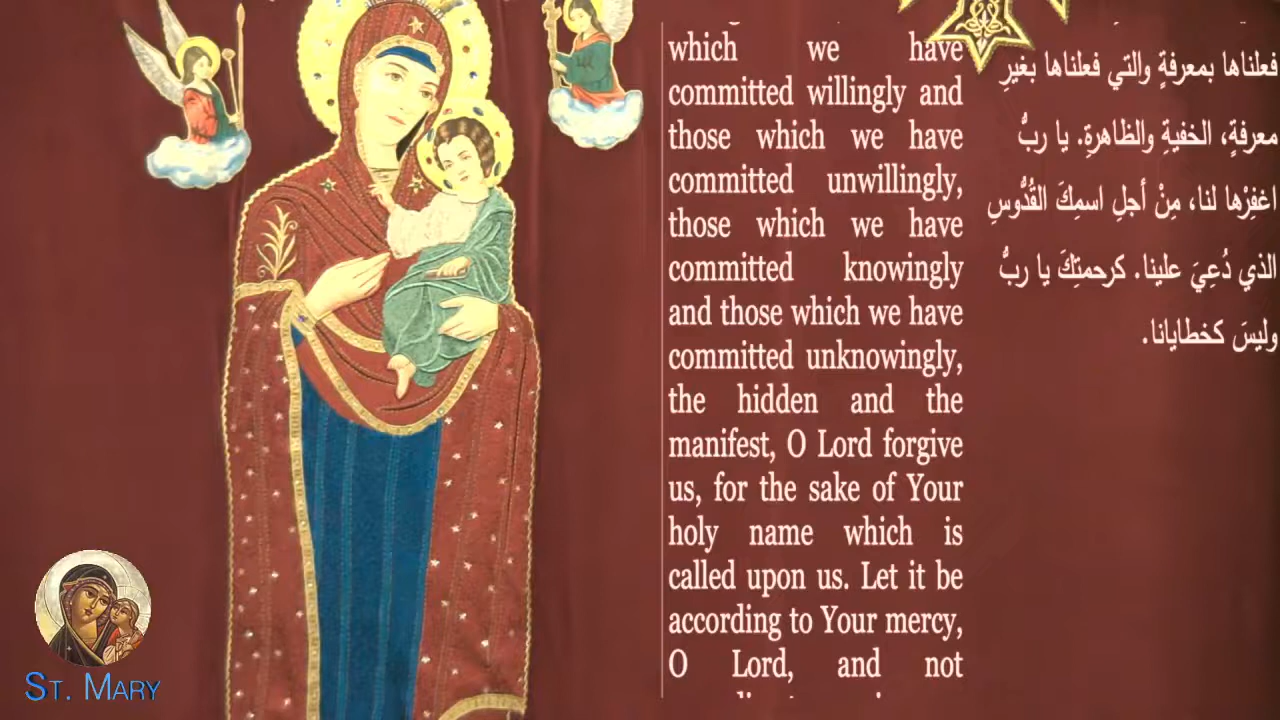 which we have
committed willingly and
those which we have
committed unwillingly,
those which we have
committed knowingly
and those which we have
committed unknowingly,
the hidden and the
manifest, O Lord forgive
us, for the sake of Your
holy name which is
called upon us. Let it be
according to Your mercy,
O Lord, and not
فعلناها بمعرفةٍ والتي فعلناها بغيرِ
معرفةٍ، الخفيةِ والظاهرةِ. يا ربُّ
اغفِرْها لنا، مِنْ أجلِ اسمِكَ القُدُّوسِ
الذي دُعِيَ علينا. كرحمتِكَ يا ربُّ
وليسَ كخطايانا.
St. Mary